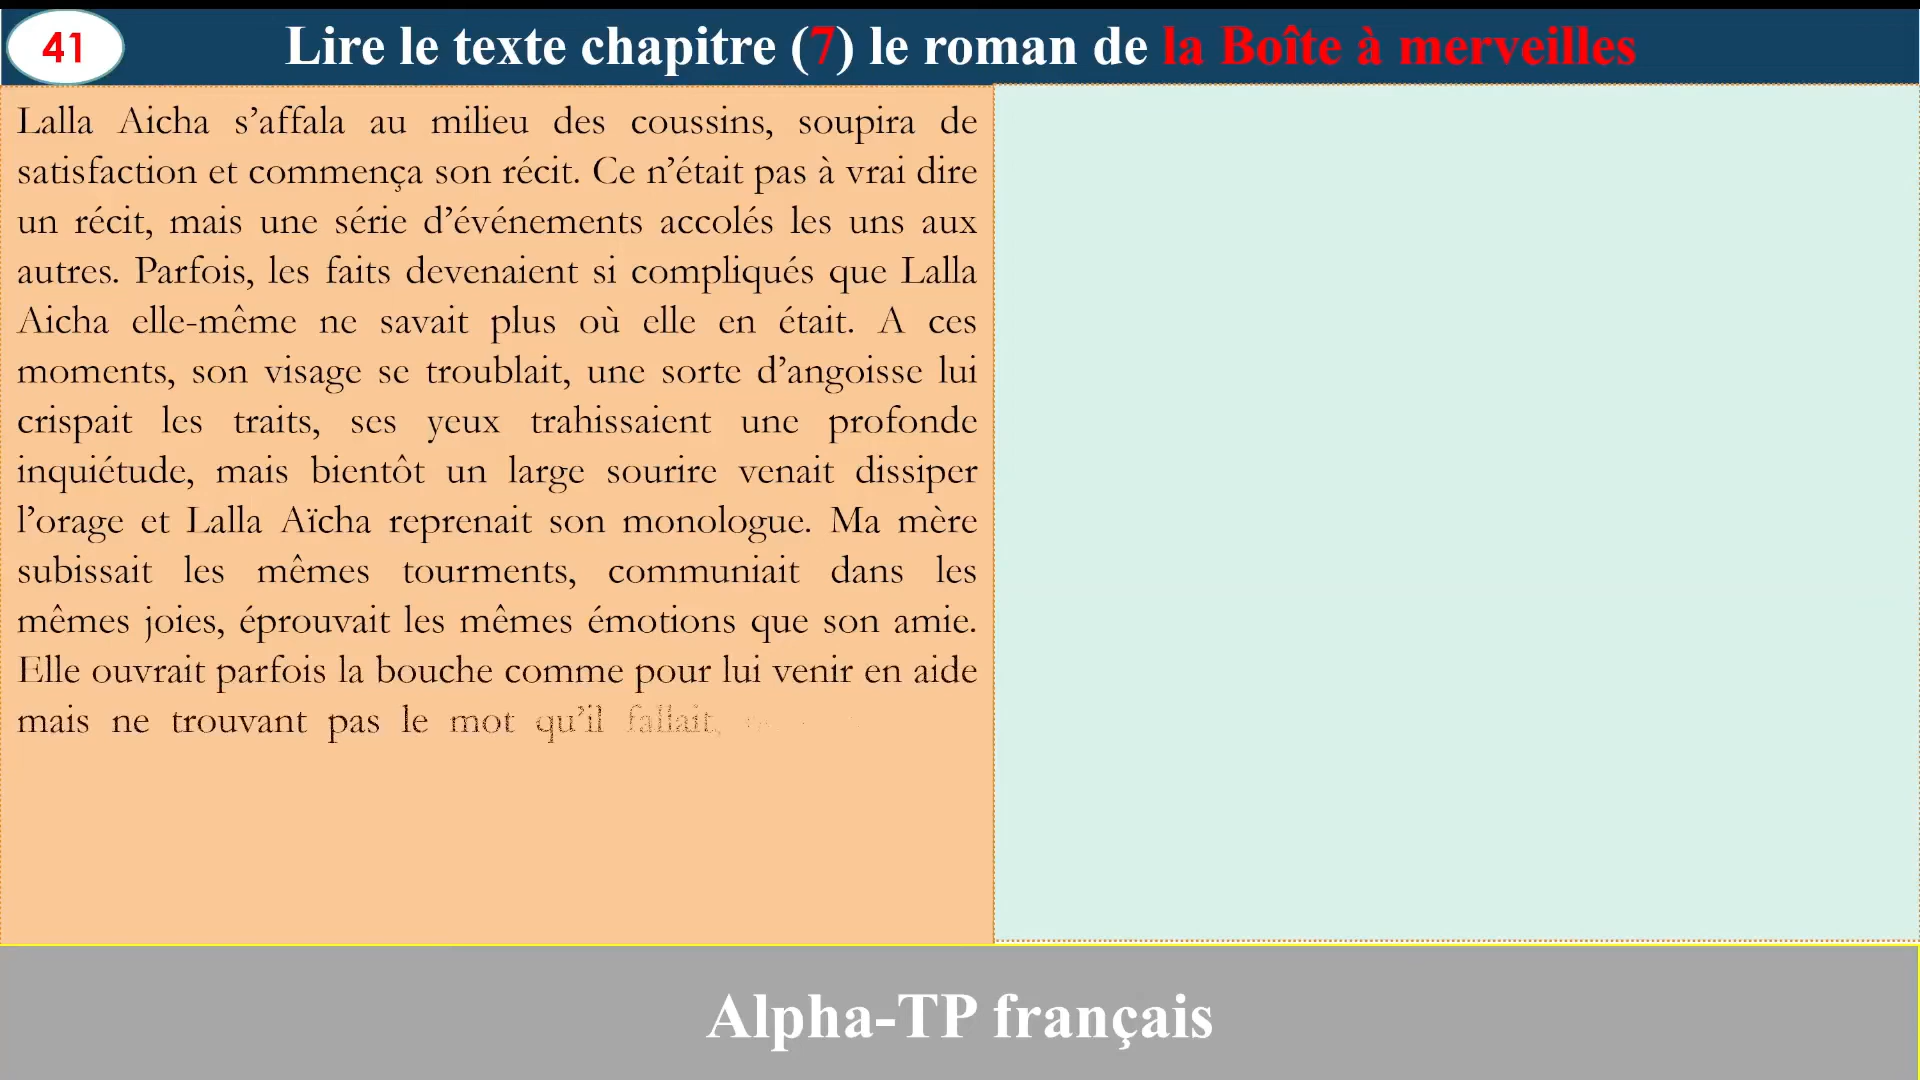 41
Lire le texte chapitre (7) le roman de la Boîte à merveilles
Lalla Aicha s’affala au milieu des coussins, soupira de
satisfaction et commença son récit. Ce n’était pas à vrai dire
un récit, mais une série d’événements accolés les uns aux
autres. Parfois, les faits devenaient si compliqués que Lalla
Aicha elle-même ne savait plus où elle en était. A ces
moments, son visage se troublait, une sorte d’angoisse lui
crispait les traits, ses yeux trahissaient une profonde
inquiétude, mais bientôt un large sourire venait dissiper
l’orage et Lalla Aïcha reprenait son monologue. Ma mère
subissait les mêmes tourments, communiait dans les
mêmes joies, éprouvait les mêmes émotions que son amie.
Elle ouvrait parfois la bouche comme pour lui venir en aide
mais ne trouvant pas le mot qu’il fallait,
Alpha-TP français